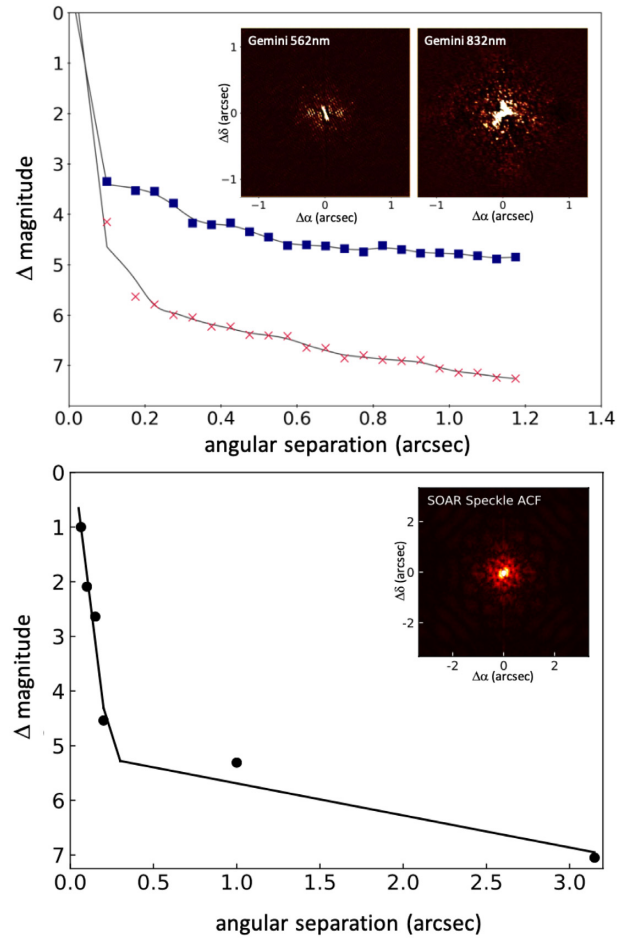 0
1
2
3
4
5
6
7
Δ magnitude
Gemini 562nm
1
0
-1
Δδ (arcsec)
-1 0 1
Δα (arcsec)
Gemini 832nm
-1 0 1
Δα (arcsec)
0.0 0.2 0.4 0.6 0.8 1.0 1.2 1.4
angular separation (arcsec)
0
1
2
3
4
5
6
7
Δ magnitude
SOAR Speckle ACF
2
0
-2
Δδ (arcsec)
-2 0 2
Δα (arcsec)
0.0 0.5 1.0 1.5 2.0 2.5 3.0
angular separation (arcsec)